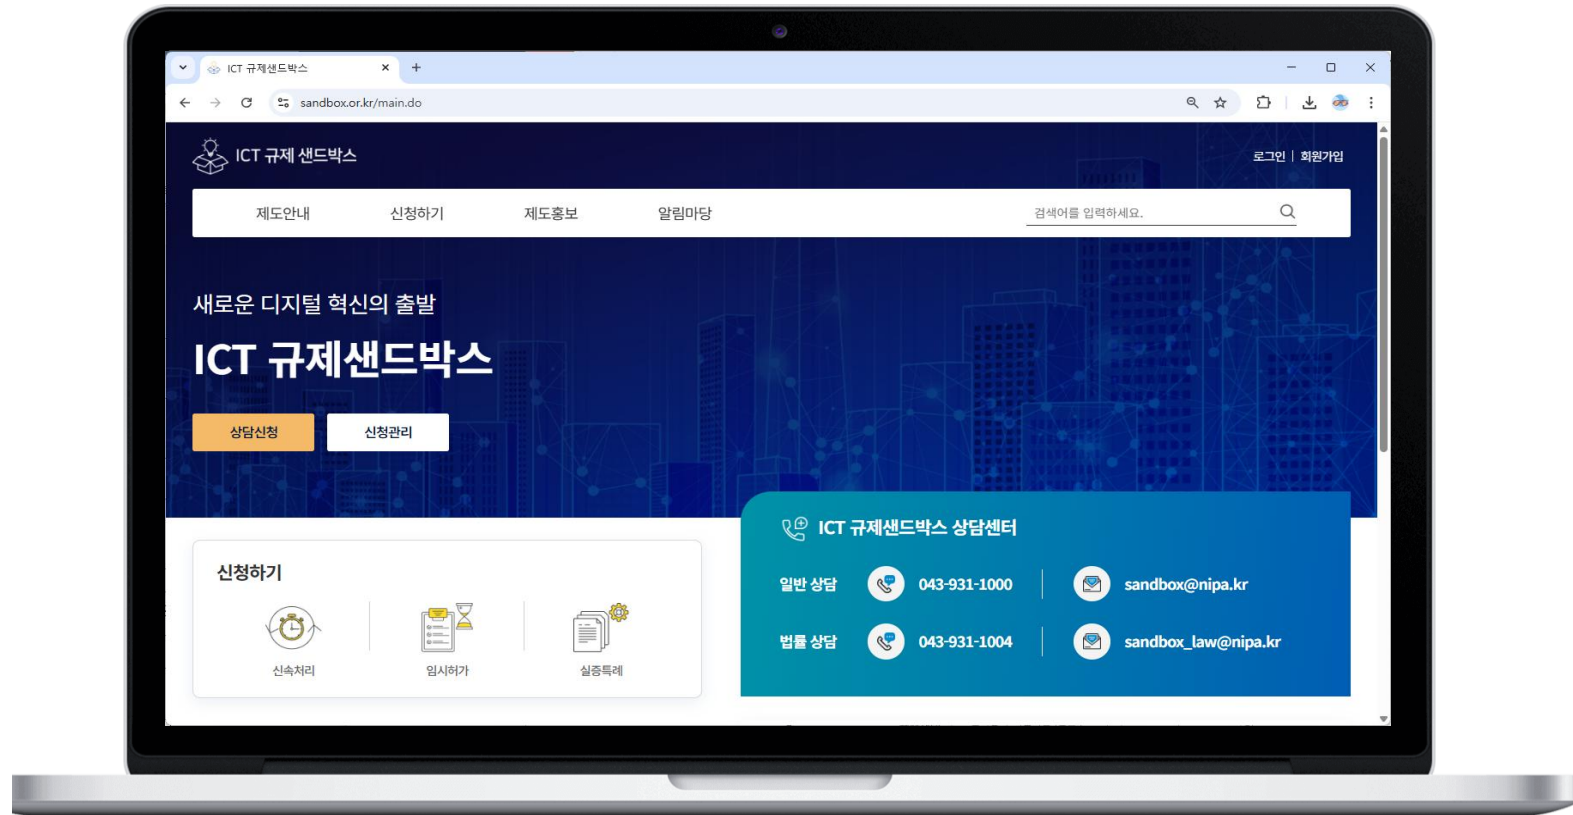 ICT 규제샌드박스
sandbox.or.kr/main.do
ICT 규제 샌드박스
로그인 | 회원가입
제도안내 신청하기 제도홍보 알림마당 검색어를 입력하세요.
새로운 디지털 혁신의 출발
ICT 규제샌드박스
상담신청 신청관리
신청하기
신속처리 임시허가 실증특례
ICT 규제샌드박스 상담센터
일반 상담 043-931-1000 sandbox@nipa.kr
법률 상담 043-931-1004 sandbox_law@nipa.kr